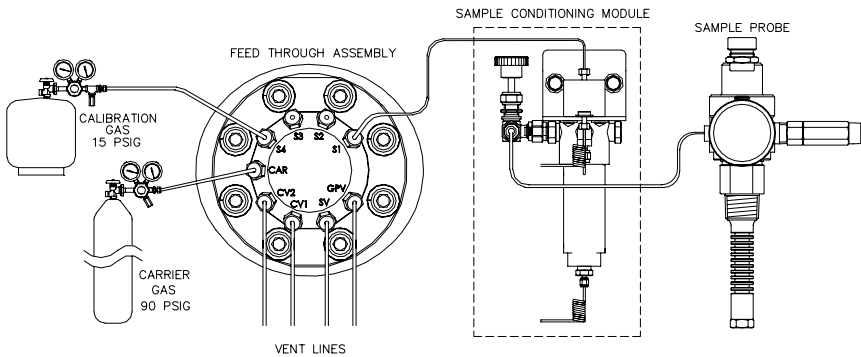 SAMPLE CONDITIONING MODULE
SAMPLE PROBE
FEED THROUGH ASSEMBLY
CALIBRATION
GAS
15 PSIG
S4
S3
S2
S1
CAR
CV2
CV1
SV
GPV
CARRIER
GAS
90 PSIG
VENT LINES